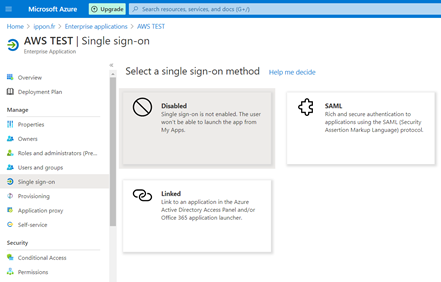 Microsoft Azure
Upgrade
Search resources, services, and docs (G+/)
Home > ippon.fr > Enterprise applications > AWS TEST
AWS TEST | Single sign-on
Enterprise Application
Overview
Deployment Plan
Manage
Properties
Owners
Roles and administrators (Pre...
Users and groups
Single sign-on
Provisioning
Application proxy
Self-service
Security
Conditional Access
Permissions
Select a single sign-on method Help me decide
Disabled
Single sign-on is not enabled. The user
won't be able to launch the app from
My Apps.
SAML
Rich and secure authentication to
applications using the SAML (Security
Assertion Markup Language) protocol.
Linked
Link to an application in the Azure
Active Directory Access Panel and/or
Office 365 application launcher.